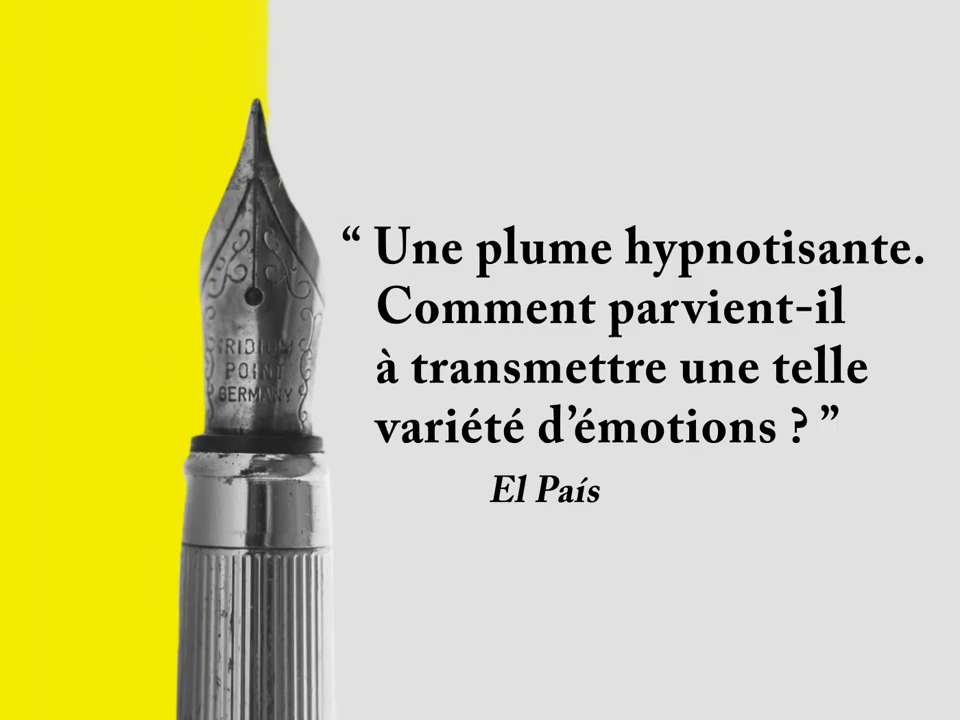 “ Une plume hypnotisante.
Comment parvient-il
à transmettre une telle
variété d’émotions ? ”
El País
IRIDIUM
POINT
GERMANY